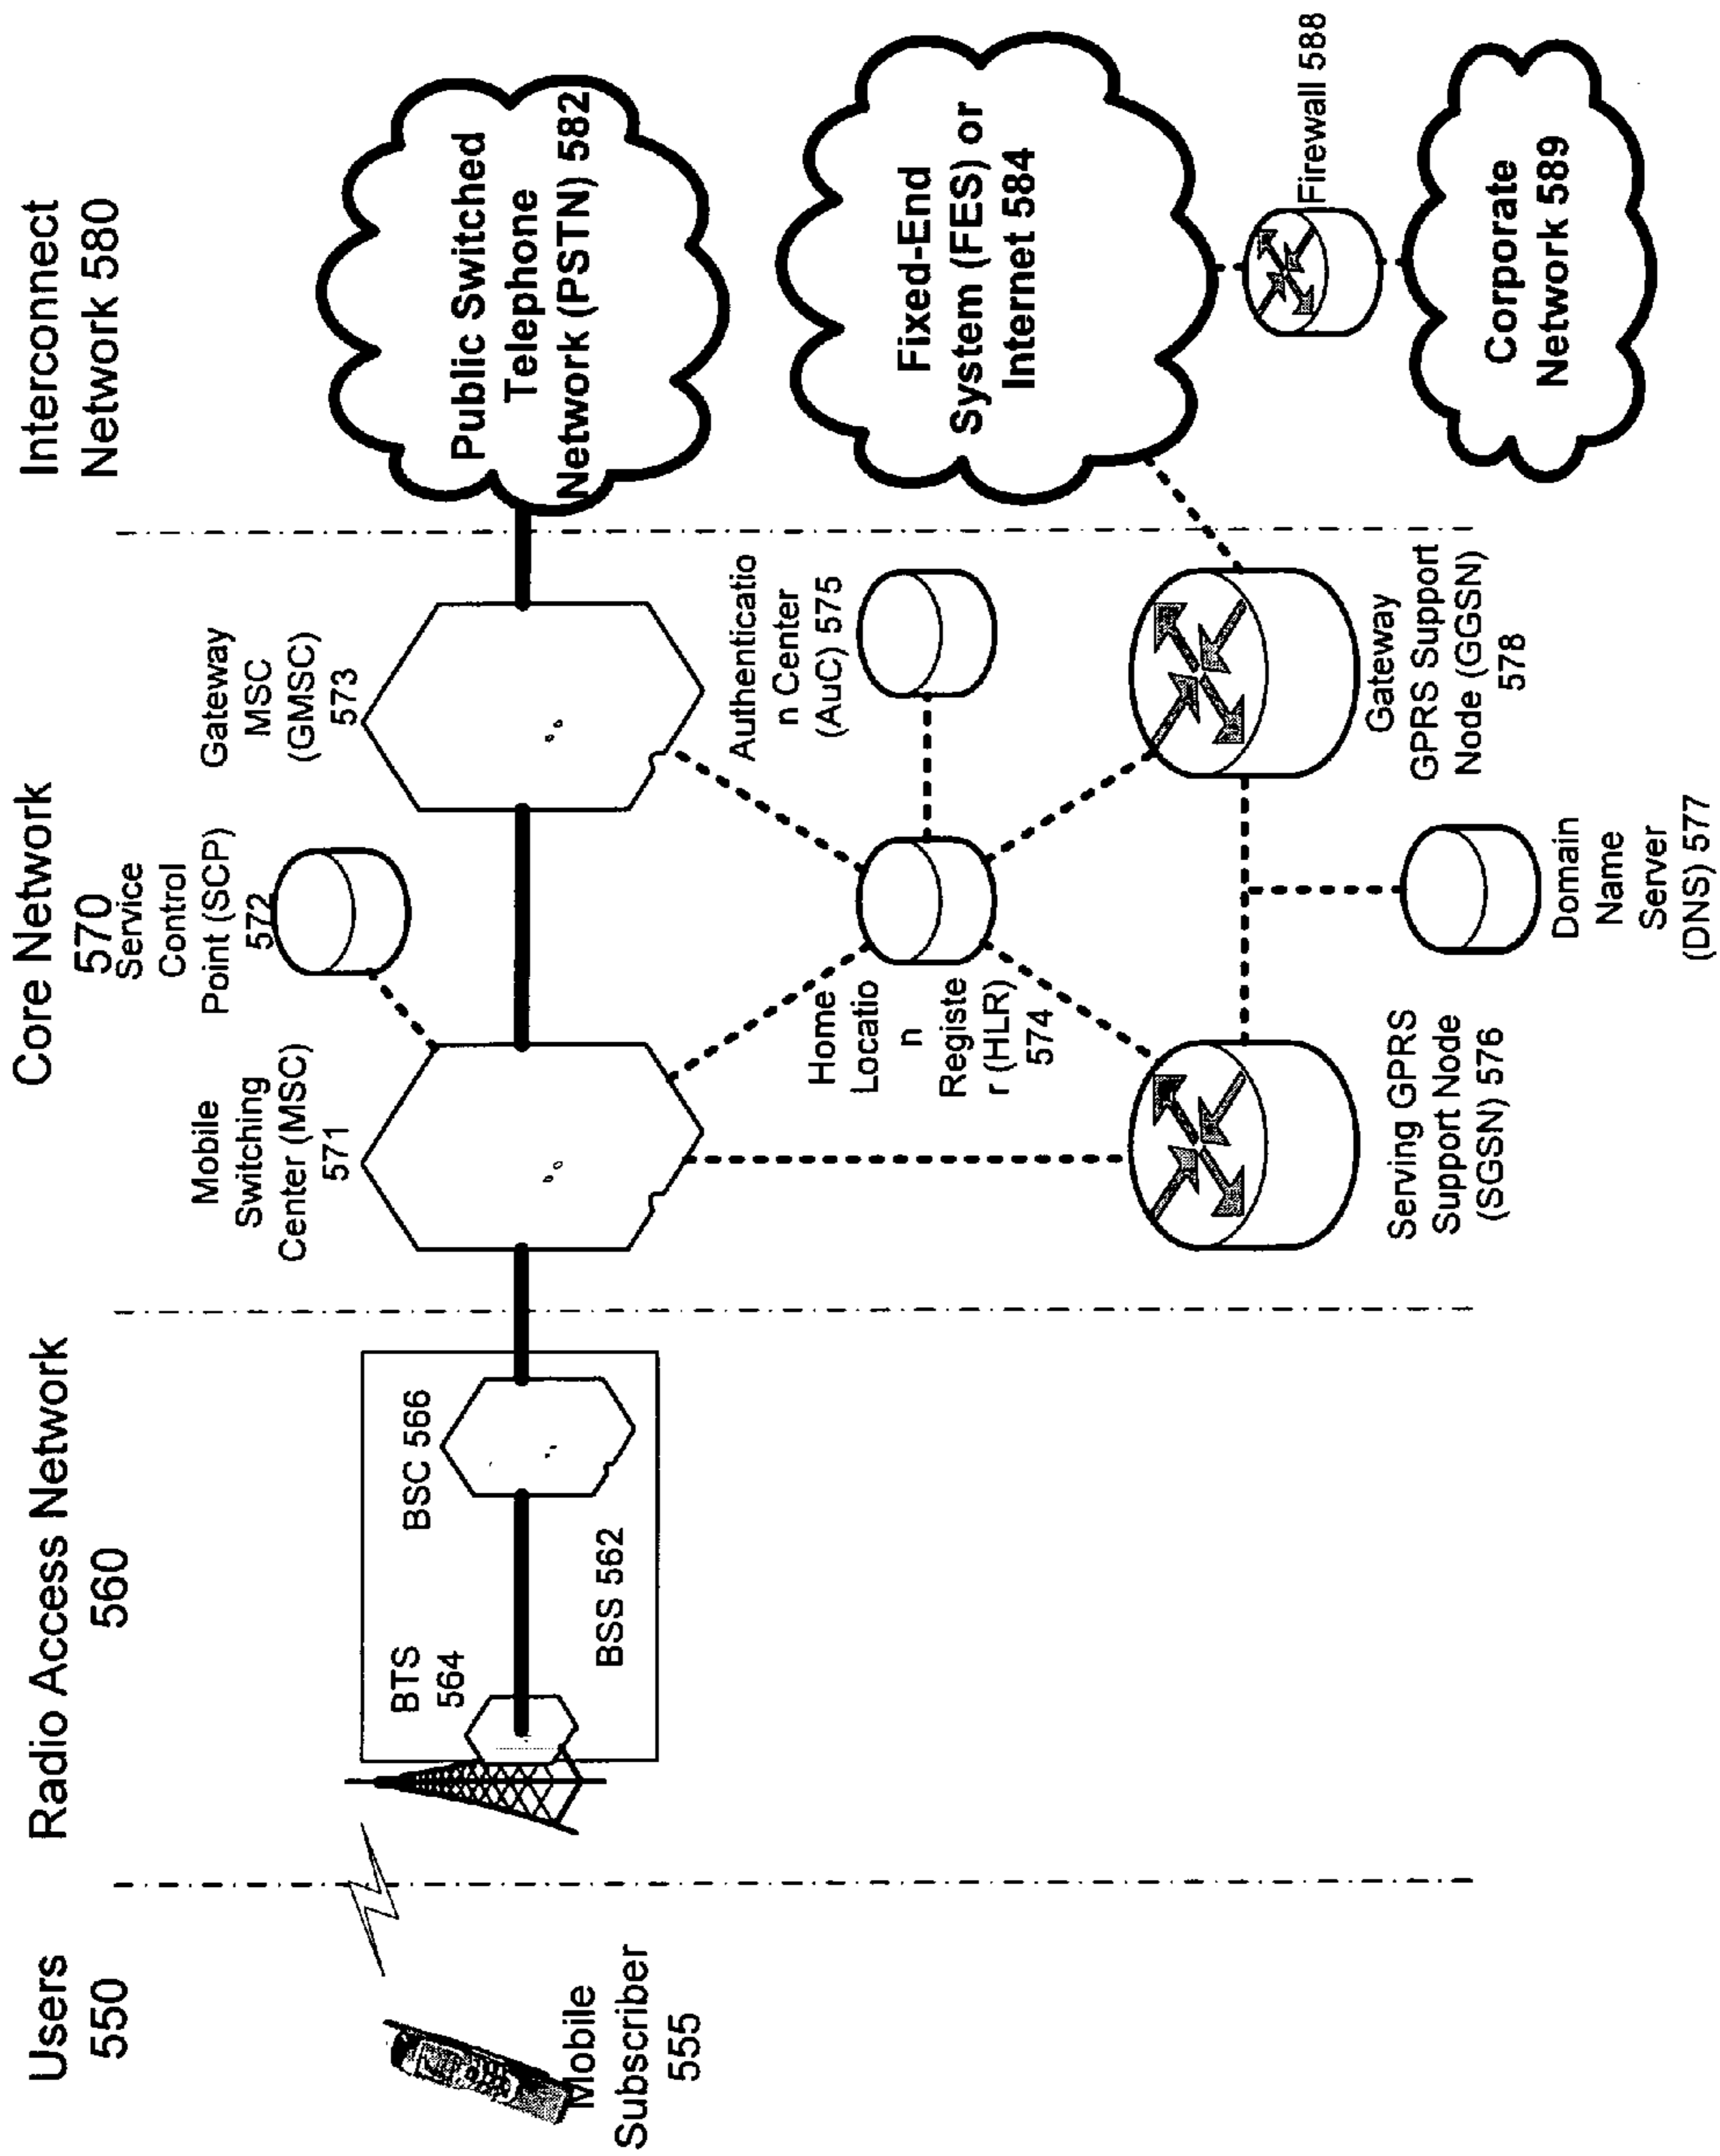 Users
550
Radio Access Network
560
Core Network
570
Interconnect
Network 580
Mobile
Subscriber
555
BTS
564
BSC 566
BSS 562
Mobile
Switching
Center (MSC)
571
Service
Control
Point (SCP)
572
Gateway
MSC
(GMSC)
573
Public Switched
Telephone
Network (PSTN) 582
Home
Locatio
n
Registe
r (HLR)
574
Authenticatio
n Center
(AuC) 575
Fixed-End
System (FES) or
Internet 584
Firewall 588
Serving GPRS
Support Node
(SGSN) 576
Domain
Name
Server
(DNS) 577
Gateway
GPRS Support
Node (GGSN)
578
Corporate
Network 589